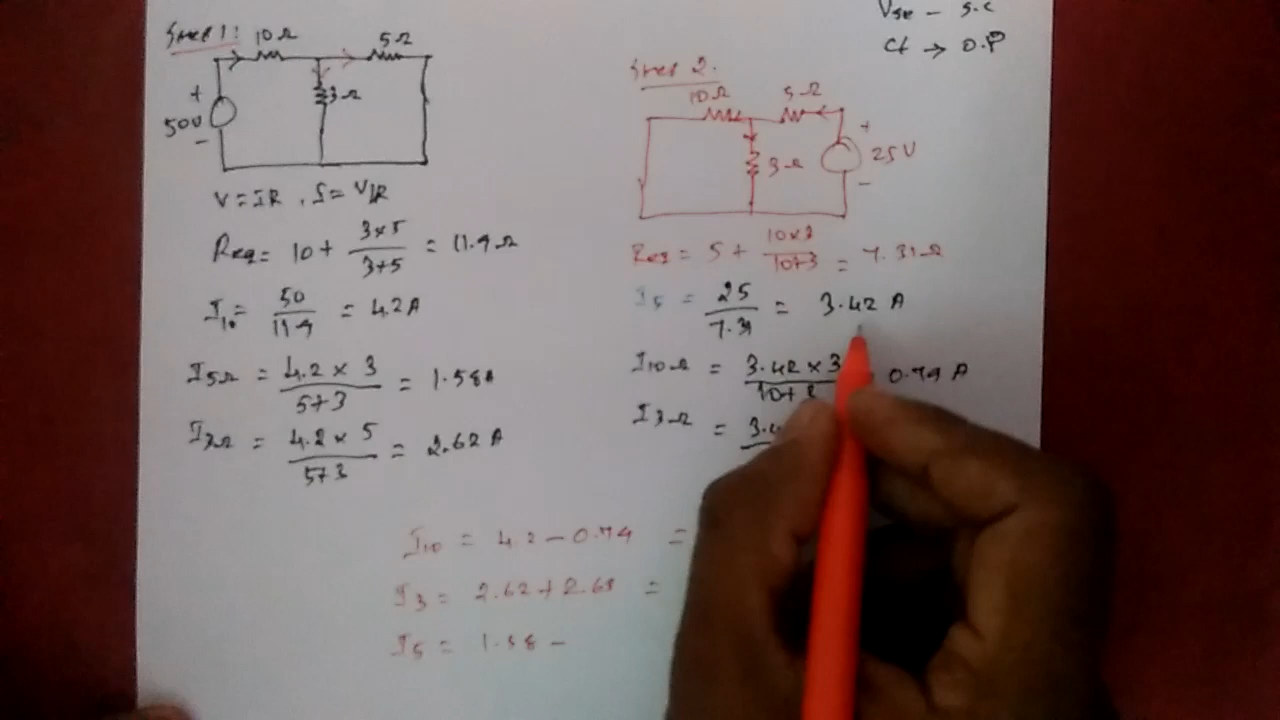 Step 1:
10Ω 5Ω
3Ω
+
50V
-
V = IR , I = V/R
Req = 10 + 3×5 / 3+5 = 11.9Ω
I10 = 50 / 11.9 = 4.2A
I5Ω = 4.2 × 3 / 5+3 = 1.58A
I3Ω = 4.2 × 5 / 5+3 = 2.62A
S.C
→ O.P
Step 2.
10Ω 5Ω
+
3Ω 25V
-
Req = 5 + 10×3 / 10+3 = 7.31Ω
I5 = 25 / 7.31 = 3.42 A
I10Ω = 3.42 × 3 / 10+3 0.79 A
I3Ω =
I10 = 4.2 - 0.79 =
I3 = 2.62 + 2.63 =
I5 = 1.58 -